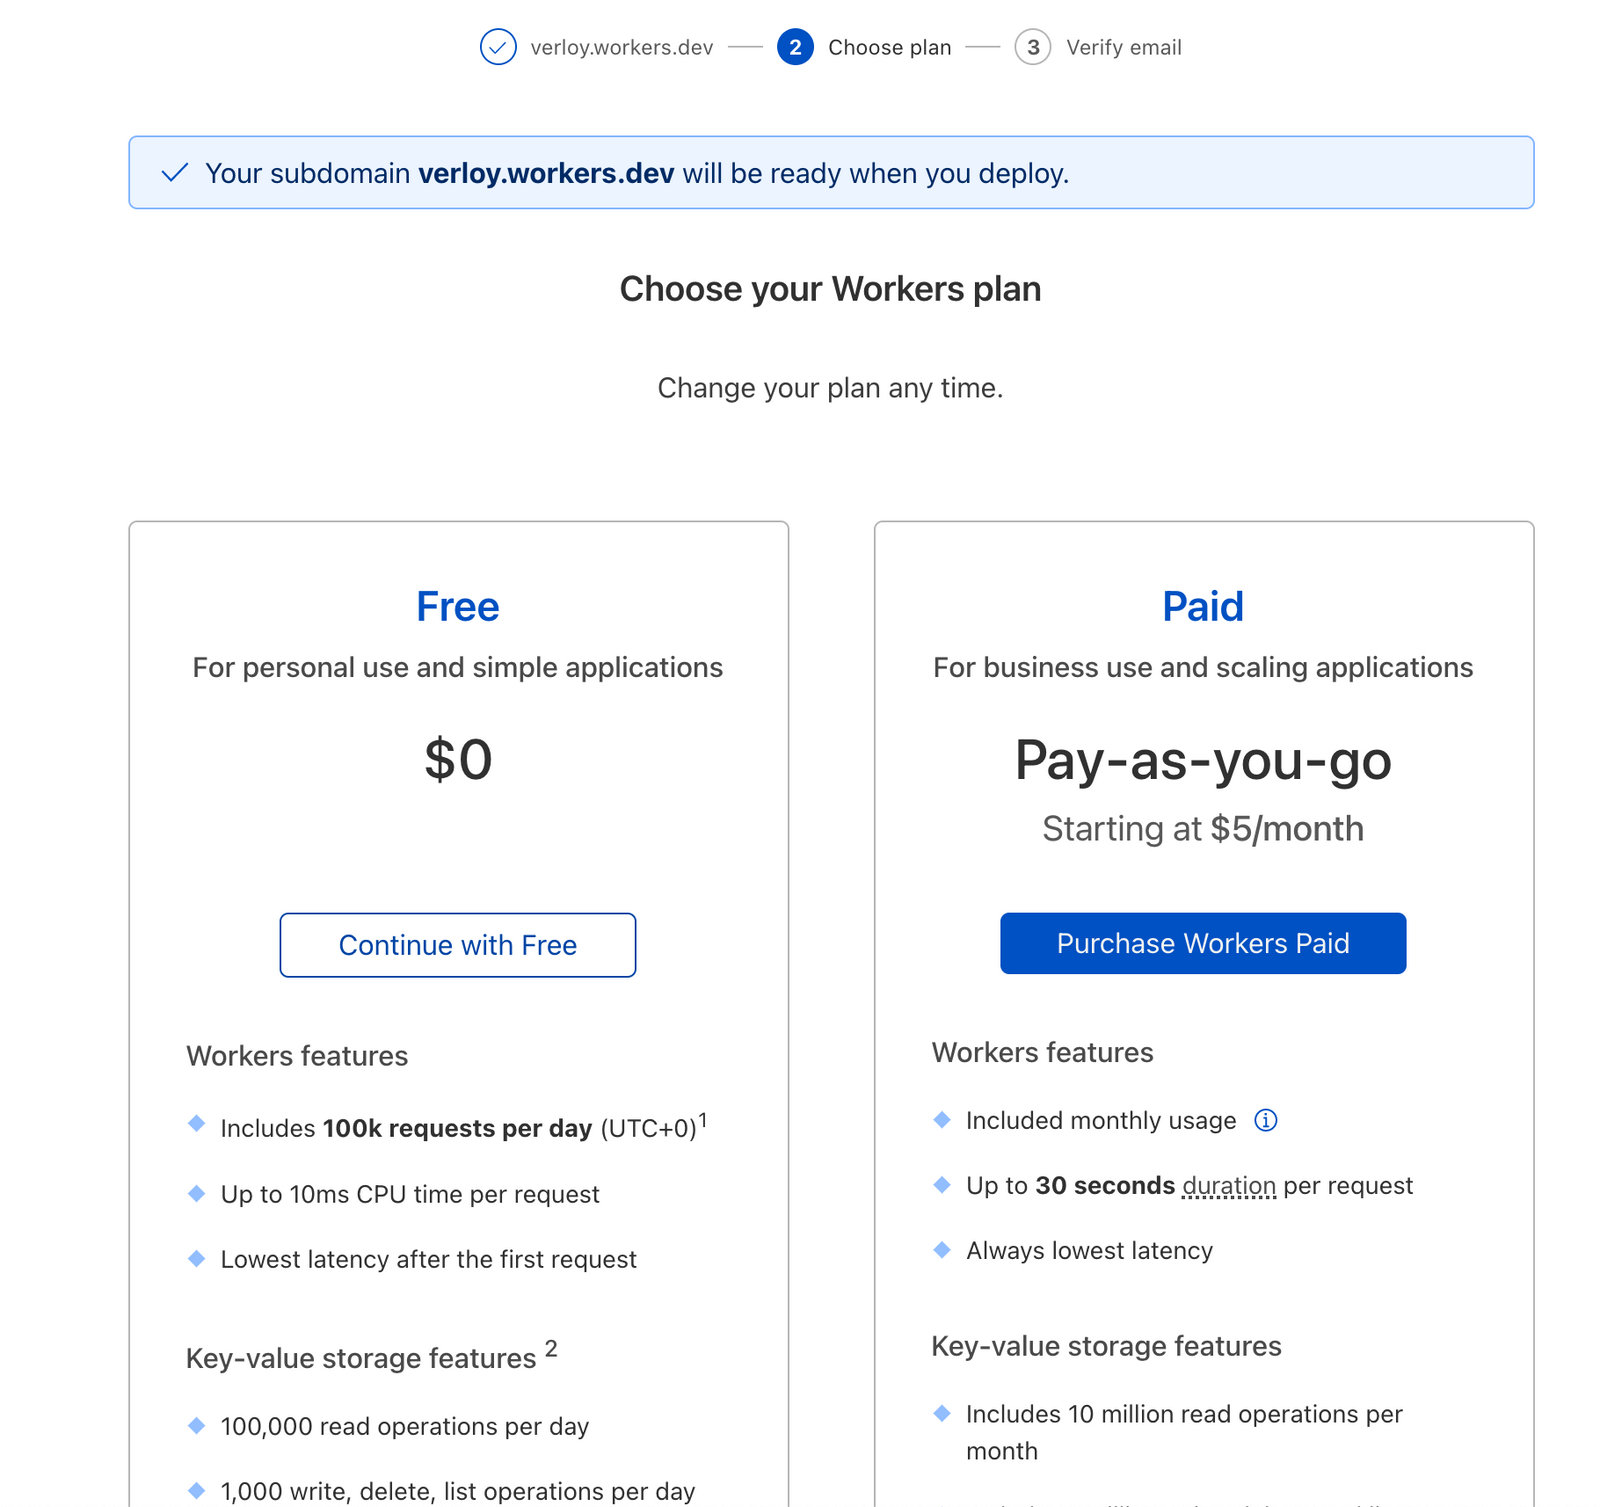 verloy.workers.dev 2 Choose plan 3 Verify email
Your subdomain verloy.workers.dev will be ready when you deploy.
Choose your Workers plan
Change your plan any time.
Free
For personal use and simple applications
$0
Continue with Free
Workers features
Includes 100k requests per day (UTC+0)1
Up to 10ms CPU time per request
Lowest latency after the first request
Key-value storage features 2
100,000 read operations per day
1,000 write, delete, list operations per day
Paid
For business use and scaling applications
Pay-as-you-go
Starting at $5/month
Purchase Workers Paid
Workers features
Included monthly usage
Up to 30 seconds duration per request
Always lowest latency
Key-value storage features
Includes 10 million read operations per
month